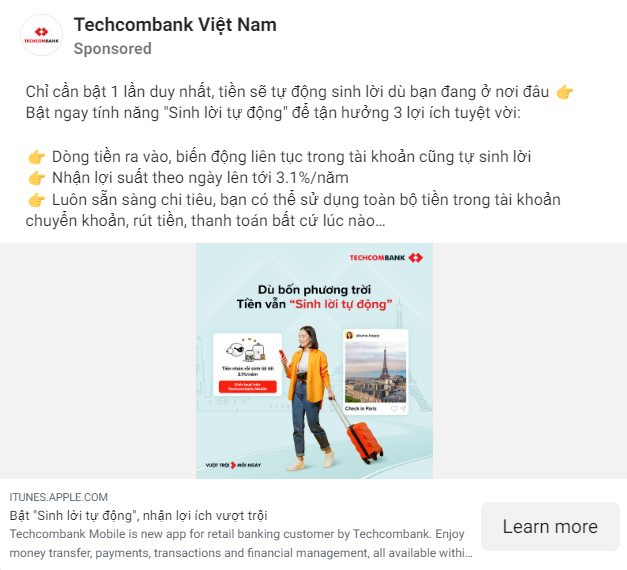 TECHCOMBANK
Techcombank Việt Nam
Sponsored
Chỉ cần bật 1 lần duy nhất, tiền sẽ tự động sinh lời dù bạn đang ở nơi đâu 👉
Bật ngay tính năng "Sinh lời tự động" để tận hưởng 3 lợi ích tuyệt vời:
👉 Dòng tiền ra vào, biến động liên tục trong tài khoản cũng tự sinh lời
👉 Nhận lợi suất theo ngày lên tới 3.1%/năm
👉 Luôn sẵn sàng chi tiêu, bạn có thể sử dụng toàn bộ tiền trong tài khoản
chuyển khoản, rút tiền, thanh toán bất cứ lúc nào…
TECHCOMBANK
Dù bốn phương trời
Tiền vẫn “Sinh lời tự động”
Tiền nhàn rỗi sinh lời tới
3.1%/năm
Kích hoạt trên
Techcombank Mobile
Check in Paris
VƯỢT TRỘI MỖI NGÀY
ITUNES.APPLE.COM
Bật "Sinh lời tự động", nhận lợi ích vượt trội
Techcombank Mobile is new app for retail banking customer by Techcombank. Enjoy
money transfer, payments, transactions and financial management, all available withi…
Learn more